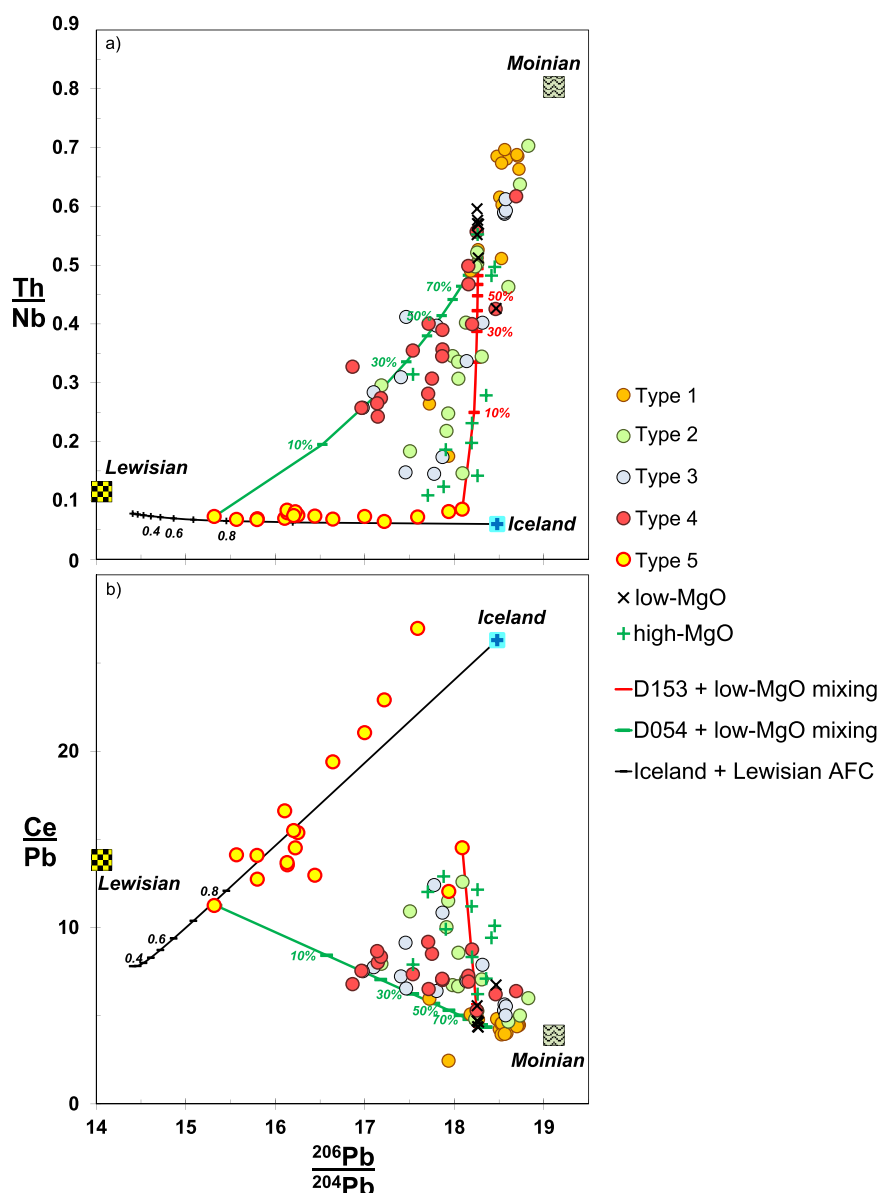 a)
0.9
0.8
0.7
0.6
0.5
0.4
0.3
0.2
0.1
0
Th
Nb
Moinian
70%
50%
30%
10%
50%
30%
10%
Lewisian
0.4
0.6
0.8
Iceland
b)
20
10
0
Ce
Pb
Iceland
Lewisian
0.8
0.6
0.4
10%
30%
50%
70%
Moinian
14
15
16
17
18
19
206Pb
204Pb
Type 1
Type 2
Type 3
Type 4
Type 5
low-MgO
high-MgO
D153 + low-MgO mixing
D054 + low-MgO mixing
Iceland + Lewisian AFC